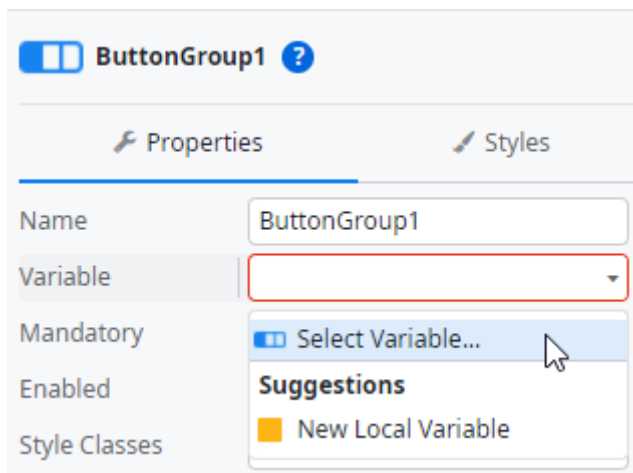 ButtonGroup1 ?
Properties Styles
Name ButtonGroup1
Variable
Mandatory Select Variable...
Enabled Suggestions
New Local Variable
Style Classes